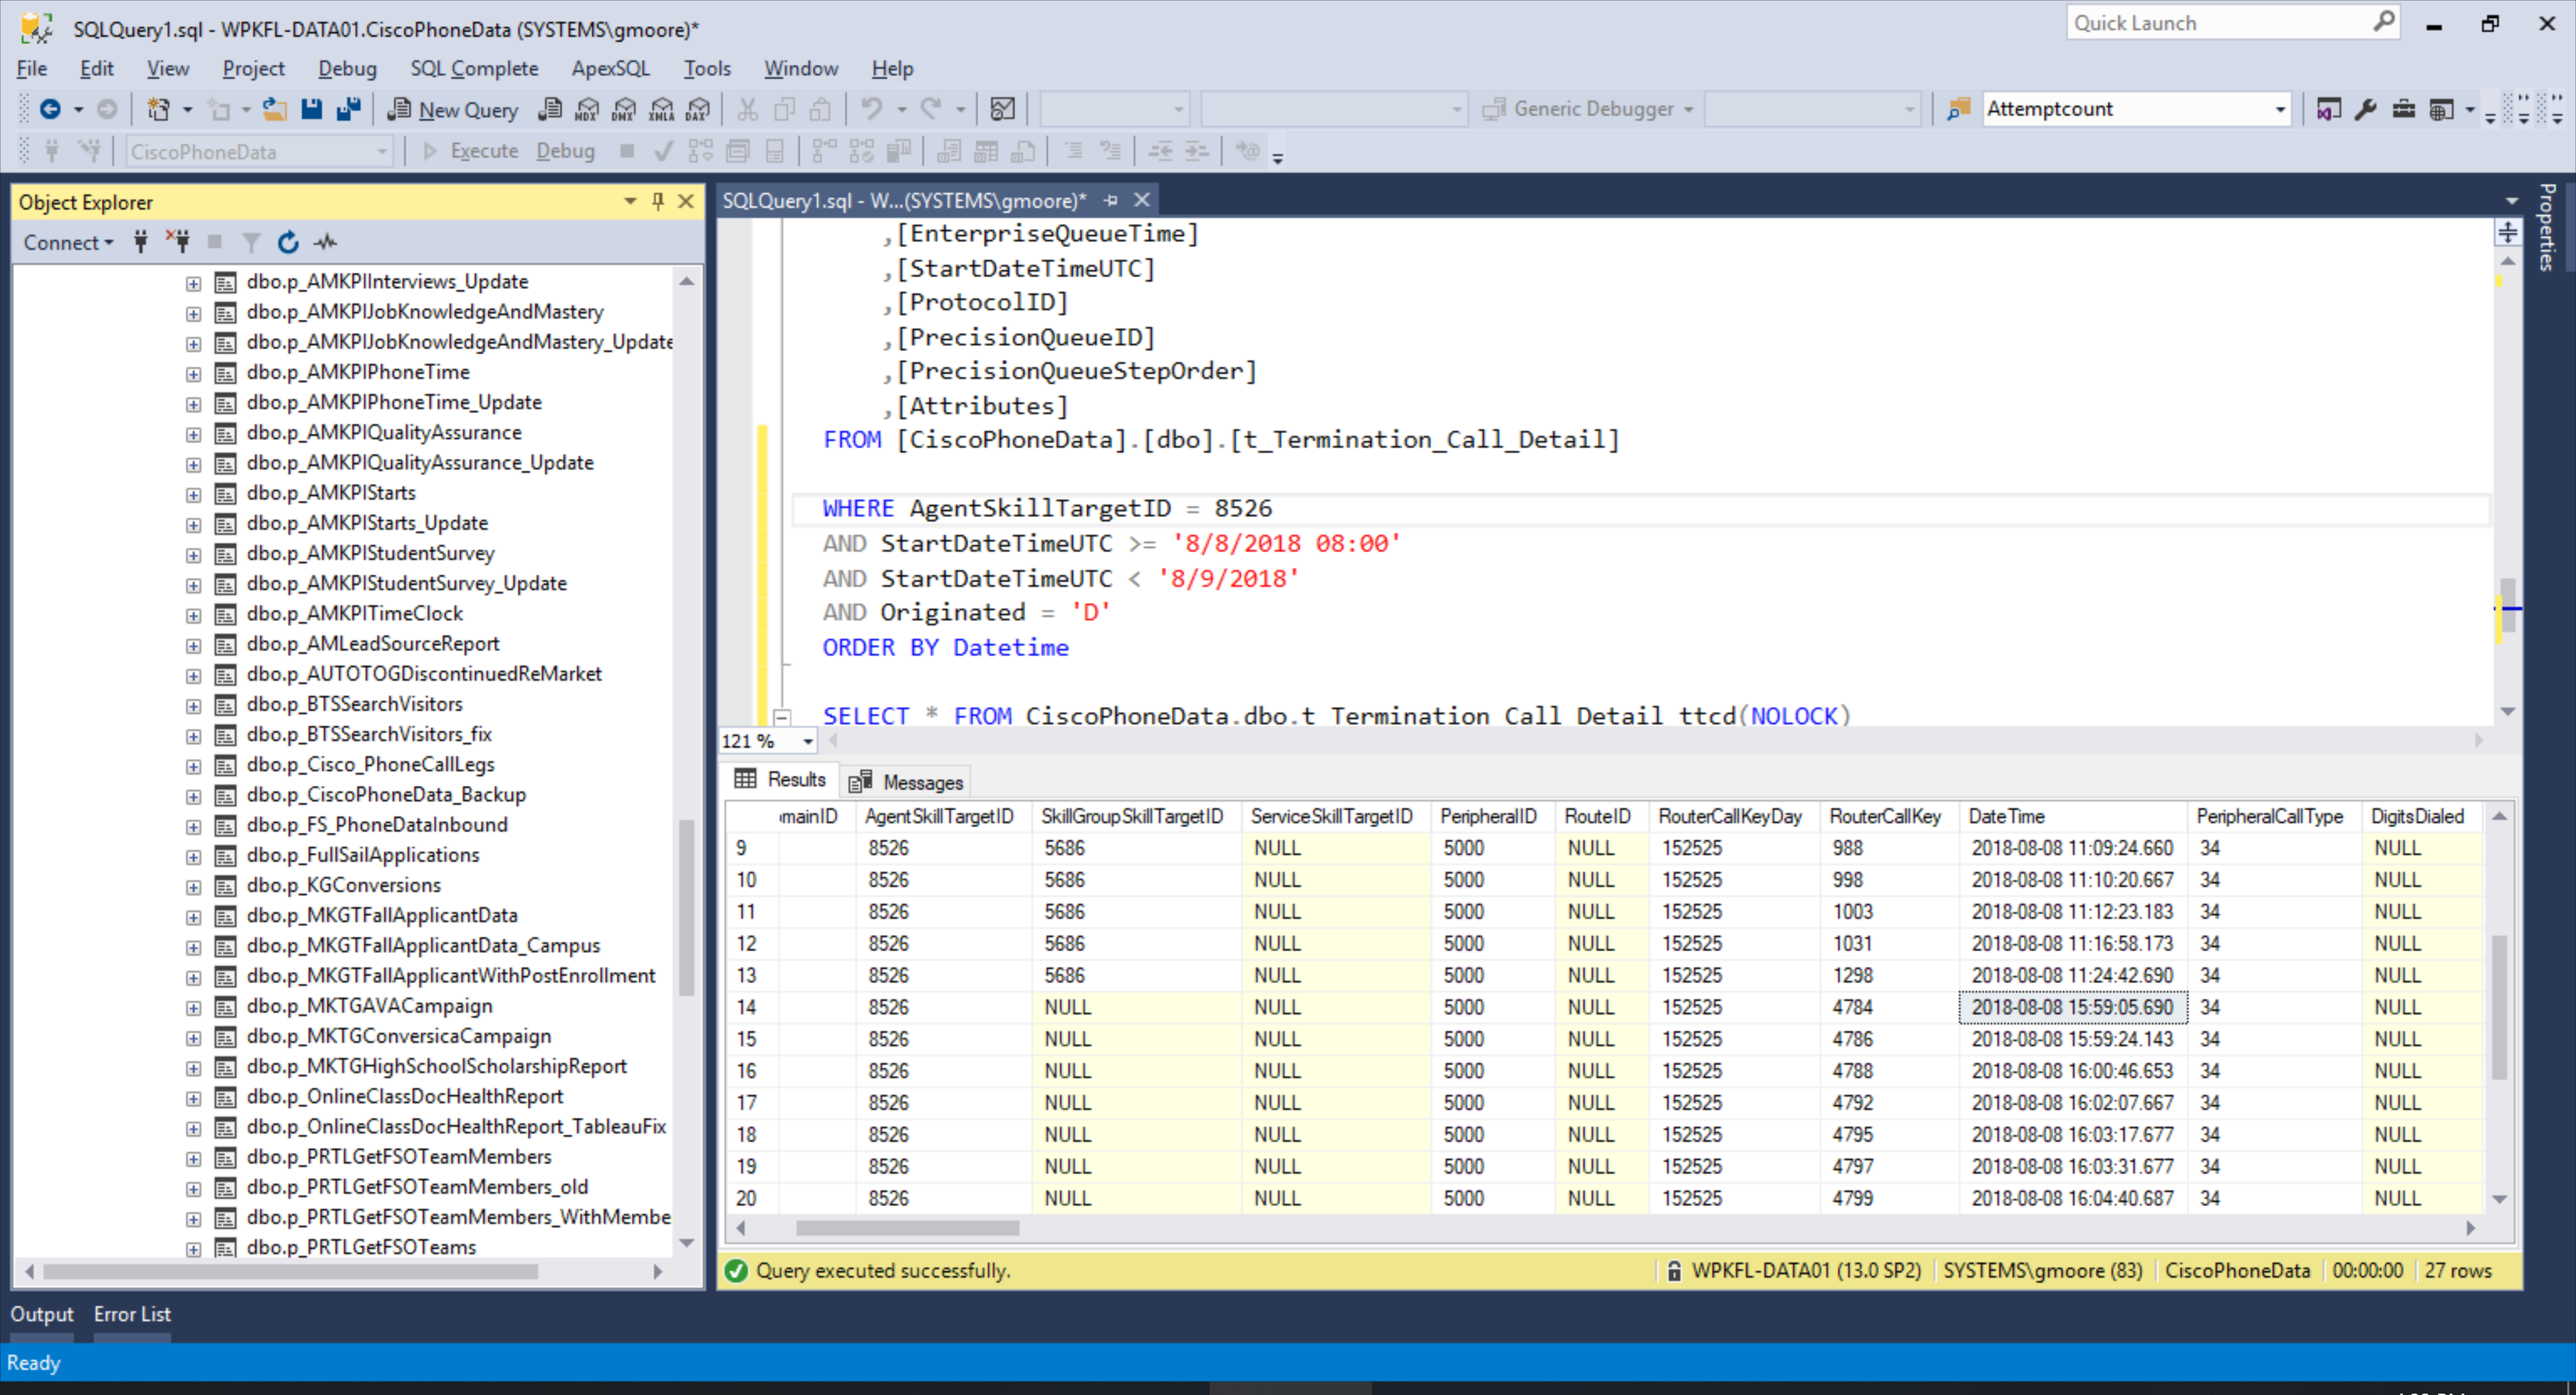 SQLQuery1.sql - WPKFL-DATA01.CiscoPhoneData (SYSTEMS\gmoore)*
Quick Launch
File Edit View Project Debug SQL Complete ApexSQL Tools Window Help
New Query MDX DMX XMLA DAX Generic Debugger Attemptcount
CiscoPhoneData Execute Debug
Object Explorer
Connect
dbo.p_AMKPIInterviews_Update
dbo.p_AMKPIJobKnowledgeAndMastery
dbo.p_AMKPIJobKnowledgeAndMastery_Update
dbo.p_AMKPIPhoneTime
dbo.p_AMKPIPhoneTime_Update
dbo.p_AMKPIQualityAssurance
dbo.p_AMKPIQualityAssurance_Update
dbo.p_AMKPIStarts
dbo.p_AMKPIStarts_Update
dbo.p_AMKPIStudentSurvey
dbo.p_AMKPIStudentSurvey_Update
dbo.p_AMKPITimeClock
dbo.p_AMLeadSourceReport
dbo.p_AUTOTOGDiscontinuedReMarket
dbo.p_BTSSearchVisitors
dbo.p_BTSSearchVisitors_fix
dbo.p_Cisco_PhoneCallLegs
dbo.p_CiscoPhoneData_Backup
dbo.p_FS_PhoneDataInbound
dbo.p_FullSailApplications
dbo.p_KGConversions
dbo.p_MKGTFallApplicantData
dbo.p_MKGTFallApplicantData_Campus
dbo.p_MKGTFallApplicantWithPostEnrollment
dbo.p_MKTGAVACampaign
dbo.p_MKTGConversicaCampaign
dbo.p_MKTGHighSchoolScholarshipReport
dbo.p_OnlineClassDocHealthReport
dbo.p_OnlineClassDocHealthReport_TableauFix
dbo.p_PRTLGetFSOTeamMembers
dbo.p_PRTLGetFSOTeamMembers_old
dbo.p_PRTLGetFSOTeamMembers_WithMembe
dbo.p_PRTLGetFSOTeams
SQLQuery1.sql - W...(SYSTEMS\gmoore)*
,[EnterpriseQueueTime]
,[StartDateTimeUTC]
,[ProtocolID]
,[PrecisionQueueID]
,[PrecisionQueueStepOrder]
,[Attributes]
FROM [CiscoPhoneData].[dbo].[t_Termination_Call_Detail]
WHERE AgentSkillTargetID = 8526
AND StartDateTimeUTC >= '8/8/2018 08:00'
AND StartDateTimeUTC < '8/9/2018'
AND Originated = 'D'
ORDER BY Datetime
SELECT * FROM CiscoPhoneData.dbo.t_Termination_Call_Detail ttcd(NOLOCK)
121 %
Results Messages
mainID AgentSkillTargetID SkillGroupSkillTargetID ServiceSkillTargetID PeripheralID RouteID RouterCallKeyDay RouterCallKey DateTime PeripheralCallType DigitsDialed
9 8526 5686 NULL 5000 NULL 152525 988 2018-08-08 11:09:24.660 34 NULL
10 8526 5686 NULL 5000 NULL 152525 998 2018-08-08 11:10:20.667 34 NULL
11 8526 5686 NULL 5000 NULL 152525 1003 2018-08-08 11:12:23.183 34 NULL
12 8526 5686 NULL 5000 NULL 152525 1031 2018-08-08 11:16:58.173 34 NULL
13 8526 5686 NULL 5000 NULL 152525 1298 2018-08-08 11:24:42.690 34 NULL
14 8526 NULL NULL 5000 NULL 152525 4784 2018-08-08 15:59:05.690 34 NULL
15 8526 NULL NULL 5000 NULL 152525 4786 2018-08-08 15:59:24.143 34 NULL
16 8526 NULL NULL 5000 NULL 152525 4788 2018-08-08 16:00:46.653 34 NULL
17 8526 NULL NULL 5000 NULL 152525 4792 2018-08-08 16:02:07.667 34 NULL
18 8526 NULL NULL 5000 NULL 152525 4795 2018-08-08 16:03:17.677 34 NULL
19 8526 NULL NULL 5000 NULL 152525 4797 2018-08-08 16:03:31.677 34 NULL
20 8526 NULL NULL 5000 NULL 152525 4799 2018-08-08 16:04:40.687 34 NULL
Query executed successfully. WPKFL-DATA01 (13.0 SP2) SYSTEMS\gmoore (83) CiscoPhoneData 00:00:00 27 rows
Properties
Output Error List
Ready